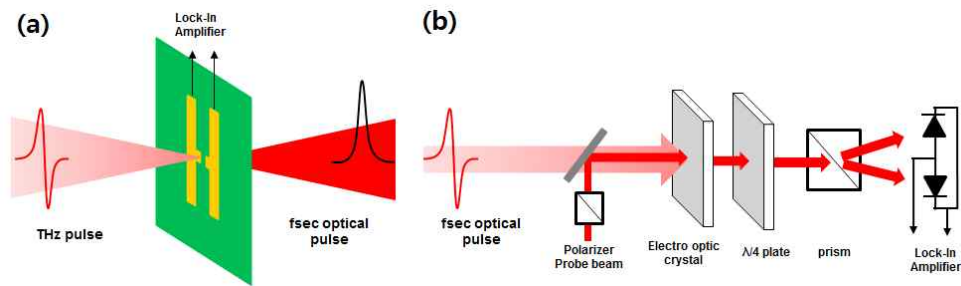 (a)
Lock-In
Amplifier
THz pulse
fsec optical
pulse
(b)
fsec optical
pulse
Polarizer
Probe beam
Electro optic
crystal
λ/4 plate
prism
Lock-In
Amplifier